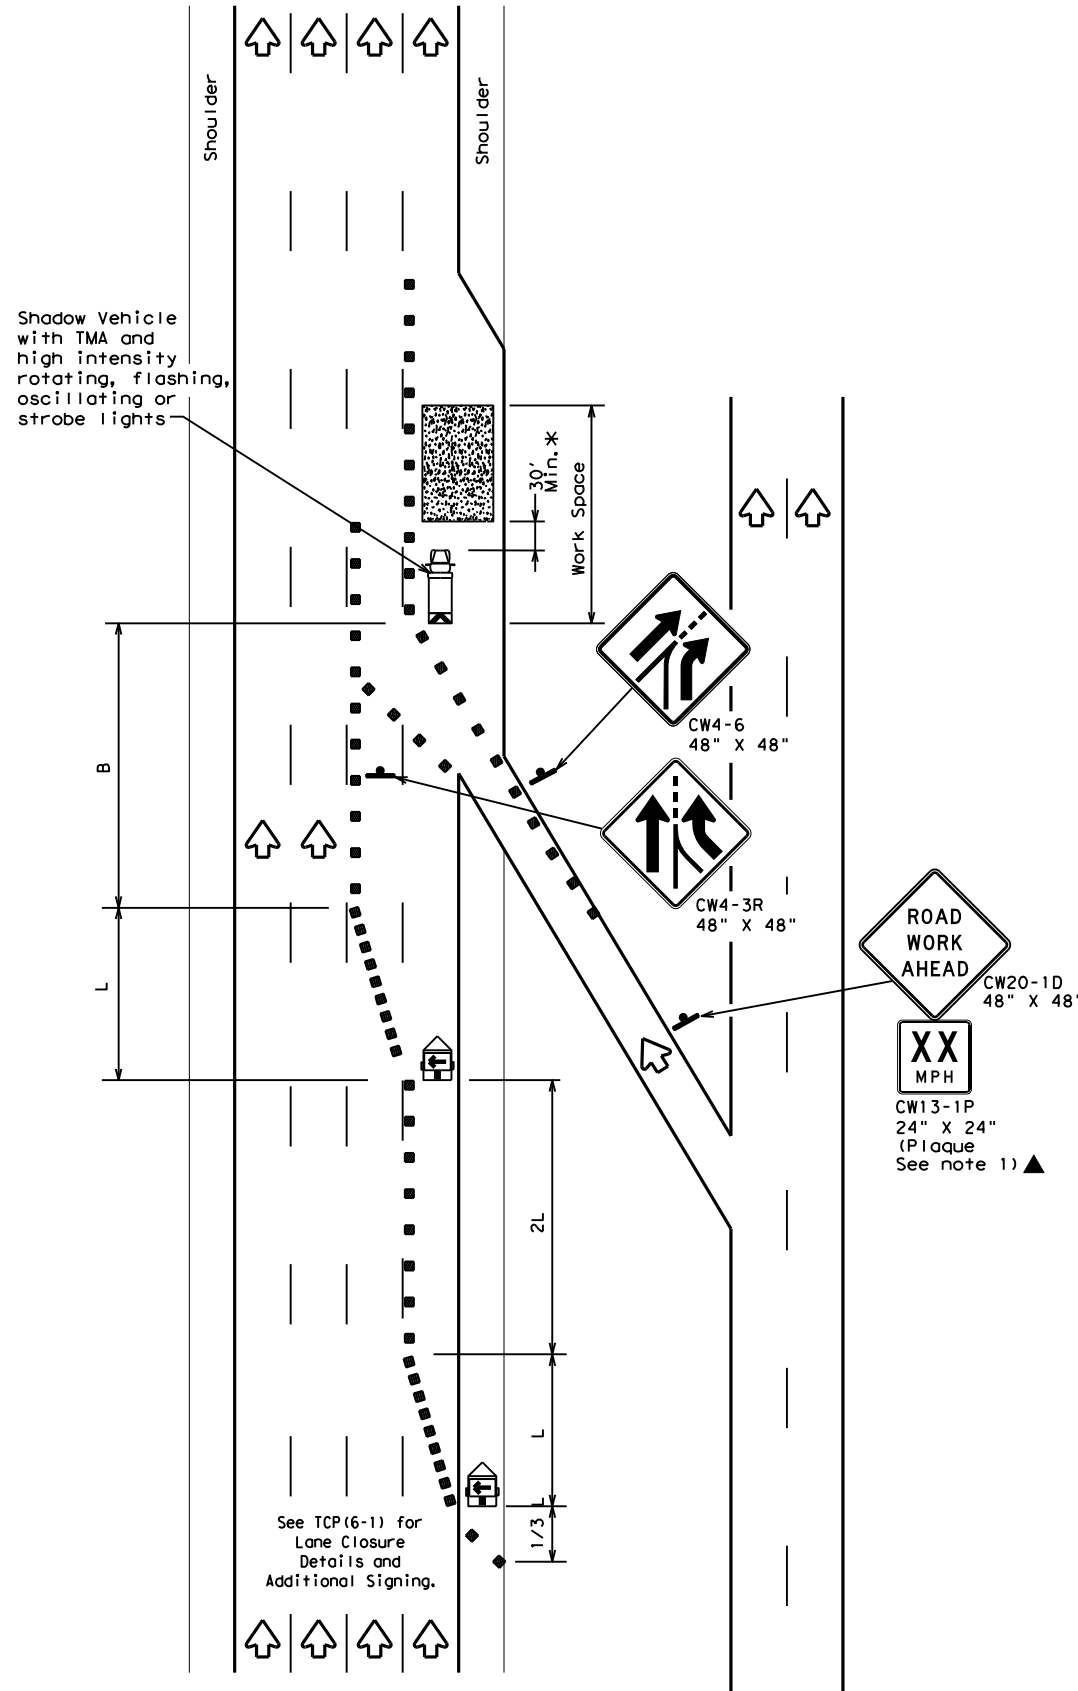 Shoulder
Shoulder
Shadow Vehicle
with TMA and
high intensity
rotating, flashing,
oscillating or
strobe lights
30'
Min.*
Work Space
CW4-6
48" X 48"
B
CW4-3R
48" X 48"
ROAD
WORK
AHEAD
CW20-1D
48" X 48"
L
XX
MPH
CW13-1P
24" X 24"
(Plaque
See note 1)
2L
L
1/3 L
See TCP(6-1) for
Lane Closure
Details and
Additional Signing.